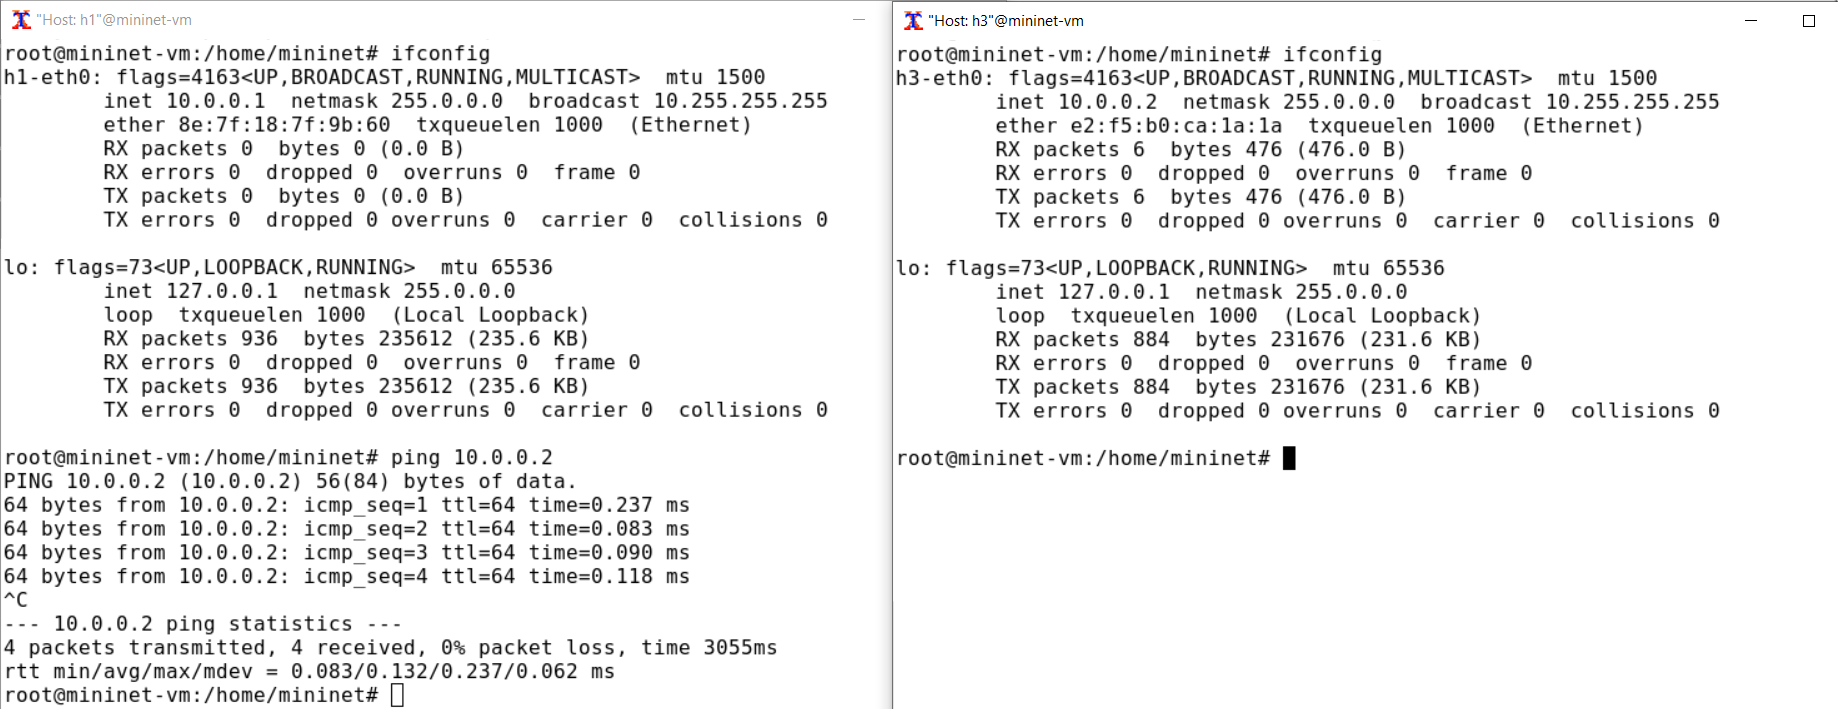 "Host: h1"@mininet-vm
root@mininet-vm:/home/mininet# ifconfig
h1-eth0: flags=4163<UP,BROADCAST,RUNNING,MULTICAST>  mtu 1500
        inet 10.0.0.1  netmask 255.0.0.0  broadcast 10.255.255.255
        ether 8e:7f:18:7f:9b:60  txqueuelen 1000  (Ethernet)
        RX packets 0  bytes 0 (0.0 B)
        RX errors 0  dropped 0  overruns 0  frame 0
        TX packets 0  bytes 0 (0.0 B)
        TX errors 0  dropped 0 overruns 0  carrier 0  collisions 0

lo: flags=73<UP,LOOPBACK,RUNNING>  mtu 65536
        inet 127.0.0.1  netmask 255.0.0.0
        loop  txqueuelen 1000  (Local Loopback)
        RX packets 936  bytes 235612 (235.6 KB)
        RX errors 0  dropped 0  overruns 0  frame 0
        TX packets 936  bytes 235612 (235.6 KB)
        TX errors 0  dropped 0 overruns 0  carrier 0  collisions 0

root@mininet-vm:/home/mininet# ping 10.0.0.2
PING 10.0.0.2 (10.0.0.2) 56(84) bytes of data.
64 bytes from 10.0.0.2: icmp_seq=1 ttl=64 time=0.237 ms
64 bytes from 10.0.0.2: icmp_seq=2 ttl=64 time=0.083 ms
64 bytes from 10.0.0.2: icmp_seq=3 ttl=64 time=0.090 ms
64 bytes from 10.0.0.2: icmp_seq=4 ttl=64 time=0.118 ms
^C
--- 10.0.0.2 ping statistics ---
4 packets transmitted, 4 received, 0% packet loss, time 3055ms
rtt min/avg/max/mdev = 0.083/0.132/0.237/0.062 ms
root@mininet-vm:/home/mininet#
"Host: h3"@mininet-vm
root@mininet-vm:/home/mininet# ifconfig
h3-eth0: flags=4163<UP,BROADCAST,RUNNING,MULTICAST>  mtu 1500
        inet 10.0.0.2  netmask 255.0.0.0  broadcast 10.255.255.255
        ether e2:f5:b0:ca:1a:1a  txqueuelen 1000  (Ethernet)
        RX packets 6  bytes 476 (476.0 B)
        RX errors 0  dropped 0  overruns 0  frame 0
        TX packets 6  bytes 476 (476.0 B)
        TX errors 0  dropped 0 overruns 0  carrier 0  collisions 0

lo: flags=73<UP,LOOPBACK,RUNNING>  mtu 65536
        inet 127.0.0.1  netmask 255.0.0.0
        loop  txqueuelen 1000  (Local Loopback)
        RX packets 884  bytes 231676 (231.6 KB)
        RX errors 0  dropped 0  overruns 0  frame 0
        TX packets 884  bytes 231676 (231.6 KB)
        TX errors 0  dropped 0 overruns 0  carrier 0  collisions 0

root@mininet-vm:/home/mininet#